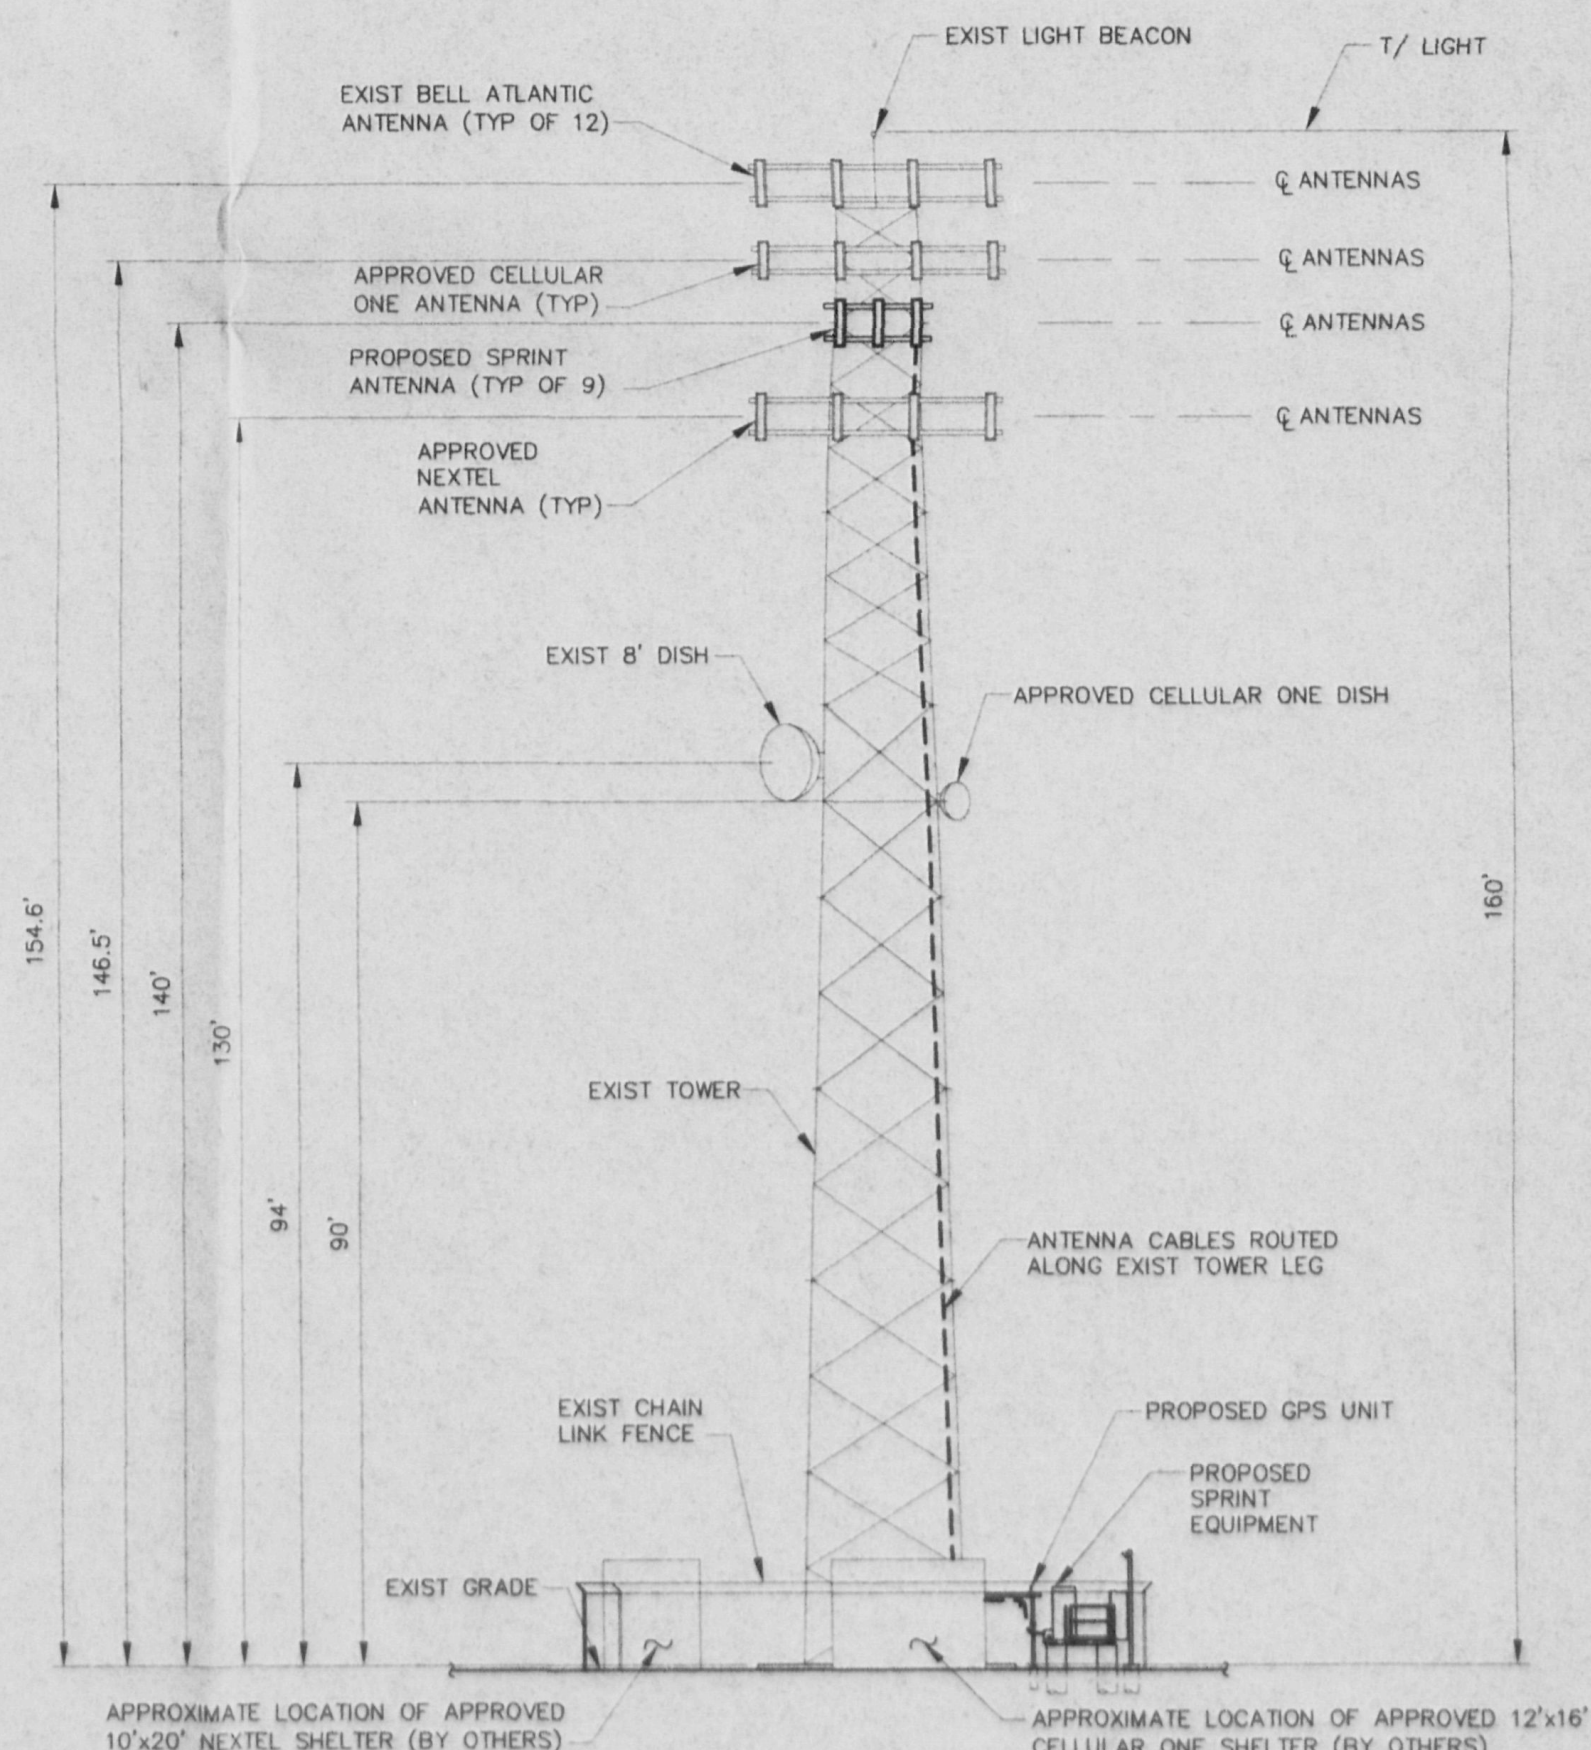 EXIST LIGHT BEACON
T/ LIGHT
EXIST BELL ATLANTIC
ANTENNA (TYP OF 12)
℄ ANTENNAS
APPROVED CELLULAR
ONE ANTENNA (TYP)
℄ ANTENNAS
PROPOSED SPRINT
ANTENNA (TYP OF 9)
℄ ANTENNAS
APPROVED
NEXTEL
ANTENNA (TYP)
℄ ANTENNAS
EXIST 8' DISH
APPROVED CELLULAR ONE DISH
154.6'
146.5'
140'
130'
94'
90'
160'
EXIST TOWER
ANTENNA CABLES ROUTED
ALONG EXIST TOWER LEG
EXIST CHAIN
LINK FENCE
PROPOSED GPS UNIT
PROPOSED
SPRINT
EQUIPMENT
EXIST GRADE
APPROXIMATE LOCATION OF APPROVED
10'x20' NEXTEL SHELTER (BY OTHERS)
APPROXIMATE LOCATION OF APPROVED 12'x16'
CELLULAR ONE SHELTER (BY OTHERS)